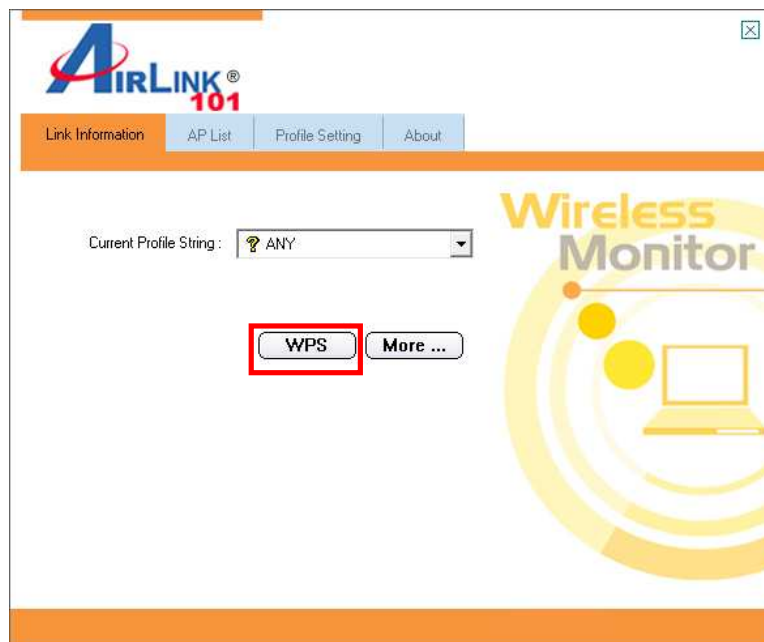 AIRLINK®
101
Link Information AP List Profile Setting About
Wireless
Monitor
Current Profile String : ? ANY
WPS More ...